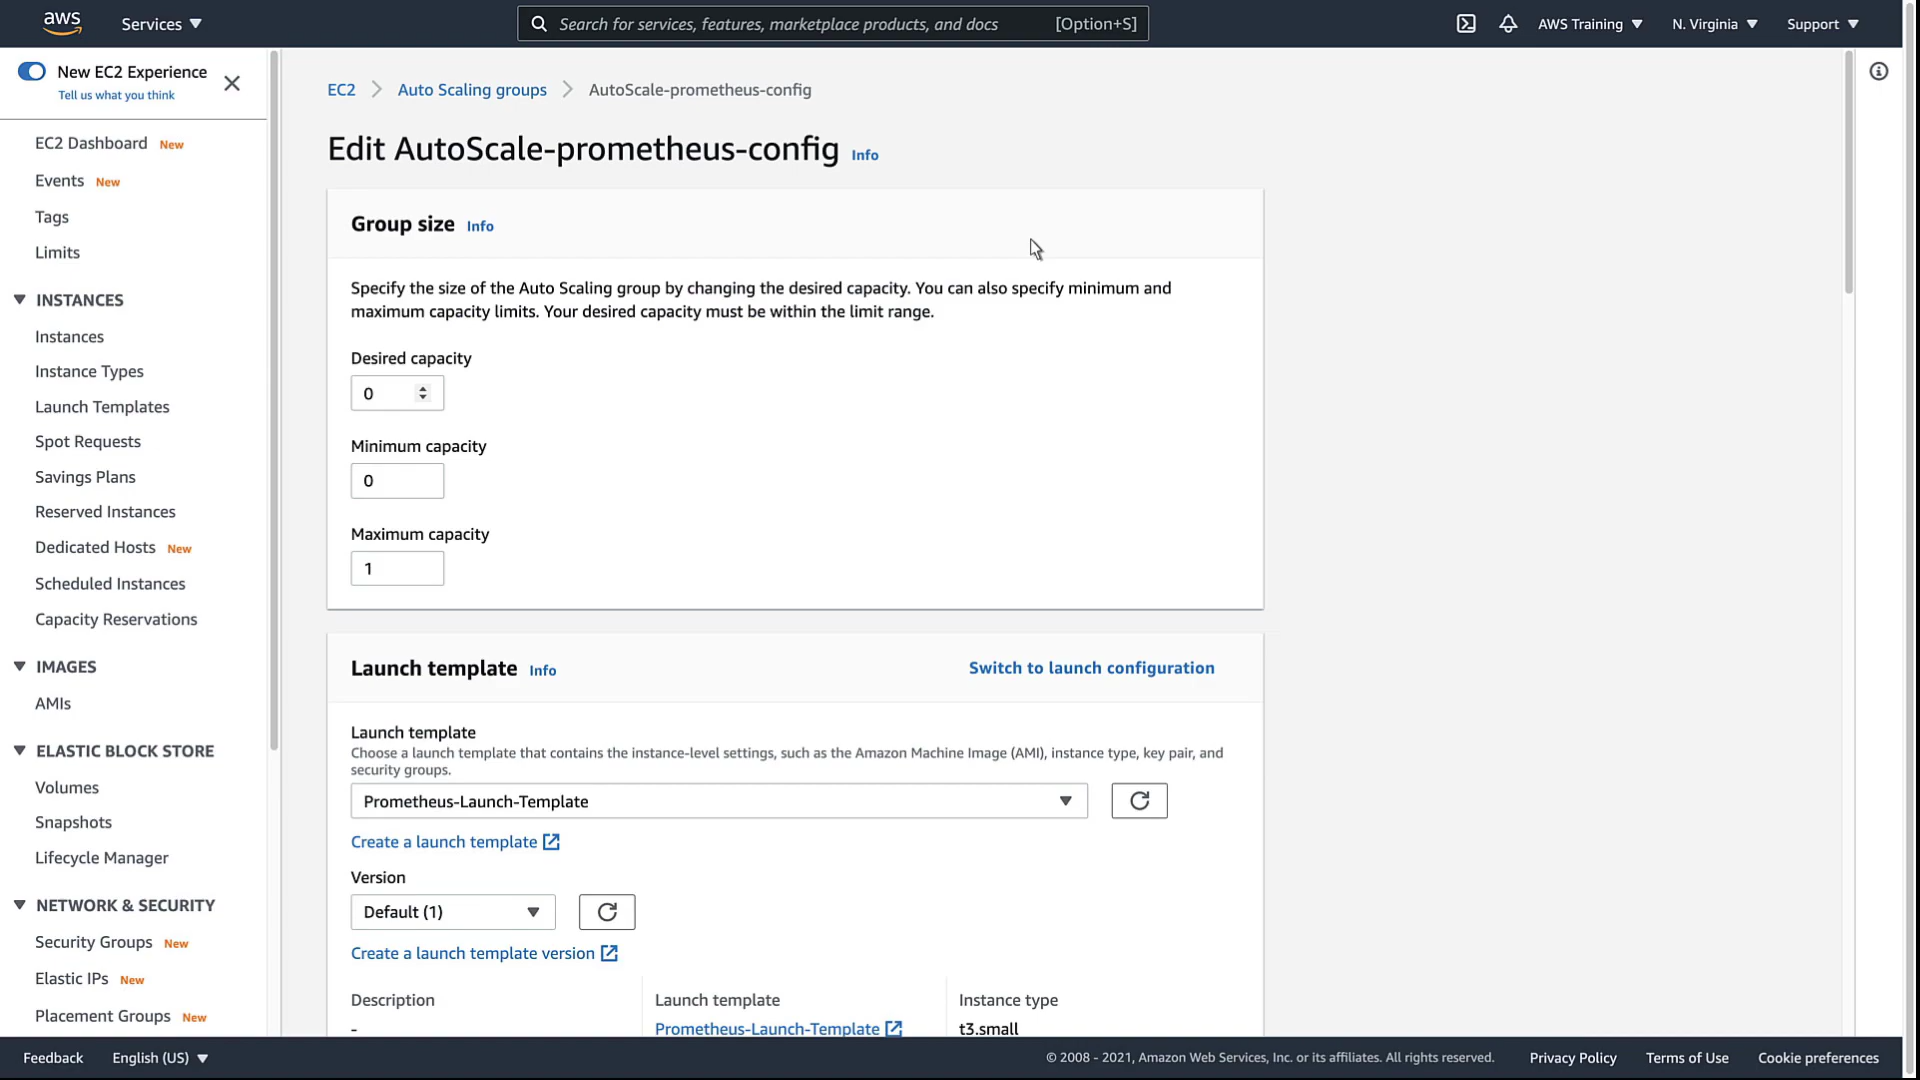 aws
Services
Search for services, features, marketplace products, and docs [Option+S]
AWS Training
N. Virginia
Support
New EC2 Experience
Tell us what you think
EC2 Dashboard New
Events New
Tags
Limits
INSTANCES
Instances
Instance Types
Launch Templates
Spot Requests
Savings Plans
Reserved Instances
Dedicated Hosts New
Scheduled Instances
Capacity Reservations
IMAGES
AMIs
ELASTIC BLOCK STORE
Volumes
Snapshots
Lifecycle Manager
NETWORK & SECURITY
Security Groups New
Elastic IPs New
Placement Groups New
EC2 Auto Scaling groups AutoScale-prometheus-config
Edit AutoScale-prometheus-config Info
Group size Info
Specify the size of the Auto Scaling group by changing the desired capacity. You can also specify minimum and
maximum capacity limits. Your desired capacity must be within the limit range.
Desired capacity
0
Minimum capacity
0
Maximum capacity
1
Launch template Info
Switch to launch configuration
Launch template
Choose a launch template that contains the instance-level settings, such as the Amazon Machine Image (AMI), instance type, key pair, and
security groups.
Prometheus-Launch-Template
Create a launch template
Version
Default (1)
Create a launch template version
Description
-
Launch template
Prometheus-Launch-Template
Instance type
t3.small
Feedback
English (US)
© 2008 - 2021, Amazon Web Services, Inc. or its affiliates. All rights reserved.
Privacy Policy
Terms of Use
Cookie preferences